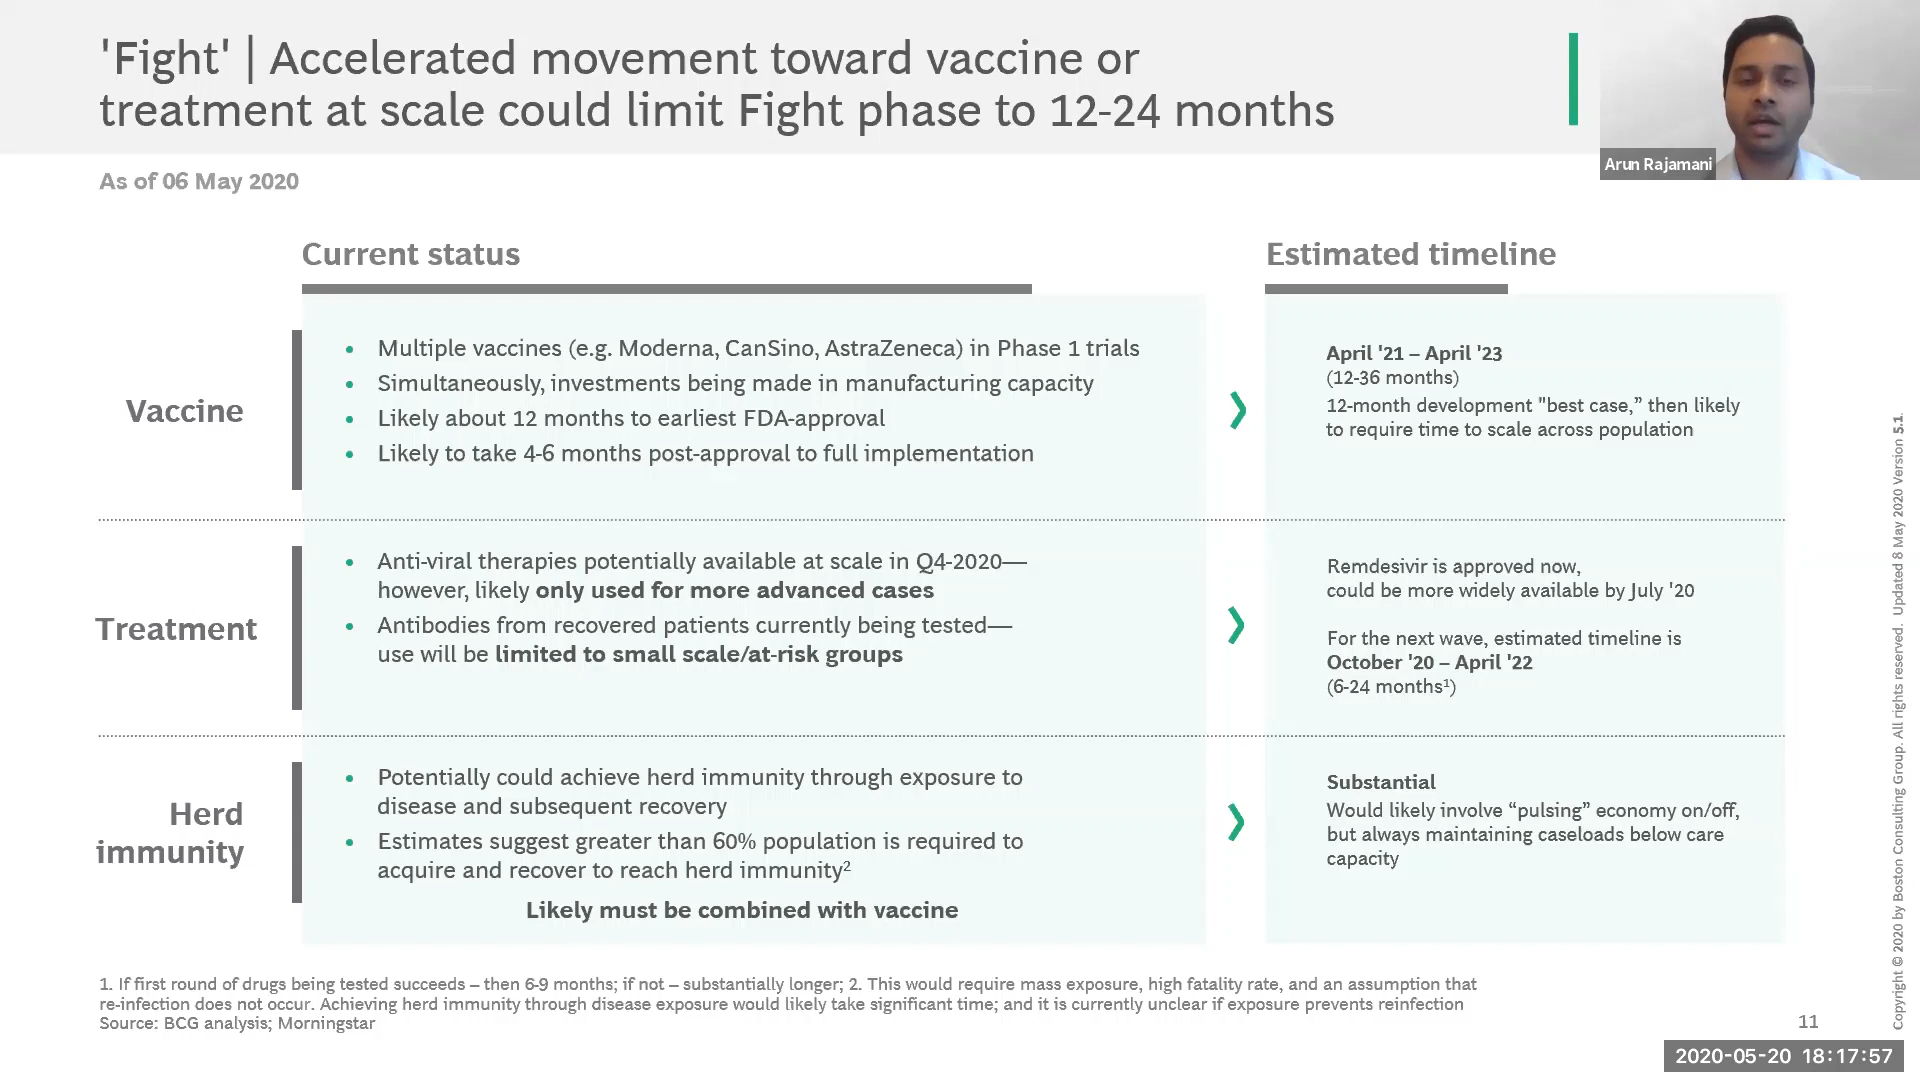 'Fight' | Accelerated movement toward vaccine or
treatment at scale could limit Fight phase to 12-24 months
Arun Rajamani
As of 06 May 2020
Current status
Estimated timeline
Vaccine
• Multiple vaccines (e.g. Moderna, CanSino, AstraZeneca) in Phase 1 trials
• Simultaneously, investments being made in manufacturing capacity
• Likely about 12 months to earliest FDA-approval
• Likely to take 4-6 months post-approval to full implementation
April '21 – April '23
(12-36 months)
12-month development "best case,” then likely
to require time to scale across population
Treatment
• Anti-viral therapies potentially available at scale in Q4-2020—
however, likely only used for more advanced cases
• Antibodies from recovered patients currently being tested—
use will be limited to small scale/at-risk groups
Remdesivir is approved now,
could be more widely available by July '20
For the next wave, estimated timeline is
October '20 – April '22
(6-24 months¹)
Herd
immunity
• Potentially could achieve herd immunity through exposure to
disease and subsequent recovery
• Estimates suggest greater than 60% population is required to
acquire and recover to reach herd immunity²
Likely must be combined with vaccine
Substantial
Would likely involve “pulsing” economy on/off,
but always maintaining caseloads below care
capacity
1. If first round of drugs being tested succeeds – then 6-9 months; if not – substantially longer; 2. This would require mass exposure, high fatality rate, and an assumption that
re-infection does not occur. Achieving herd immunity through disease exposure would likely take significant time; and it is currently unclear if exposure prevents reinfection
Source: BCG analysis; Morningstar
11
Copyright © 2020 by Boston Consulting Group. All rights reserved. Updated 8 May 2020 Version 5.1.
2020-05-20 18:17:57